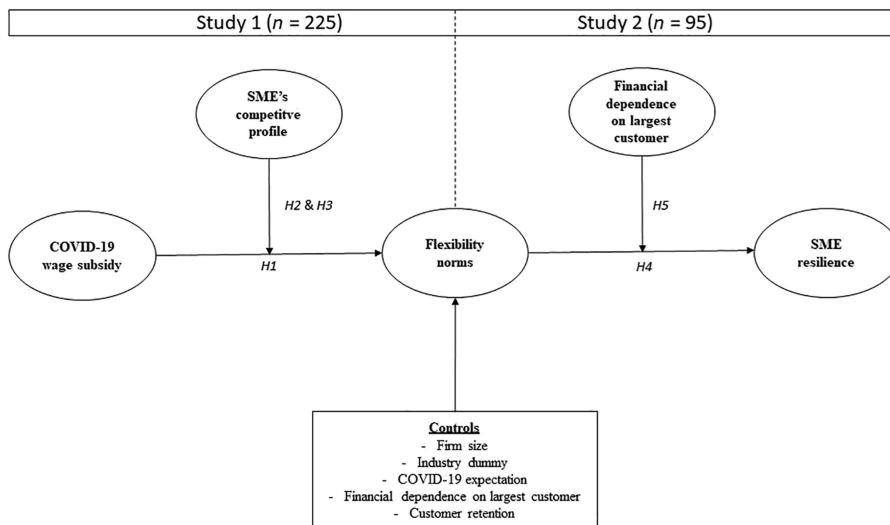 Study 1 (n = 225)
Study 2 (n = 95)
SME's
competitve
profile
Financial
dependence
on largest
customer
H2 & H3
H5
COVID-19
wage subsidy
H1
Flexibility
norms
H4
SME
resilience
Controls
- Firm size
- Industry dummy
- COVID-19 expectation
- Financial dependence on largest customer
- Customer retention